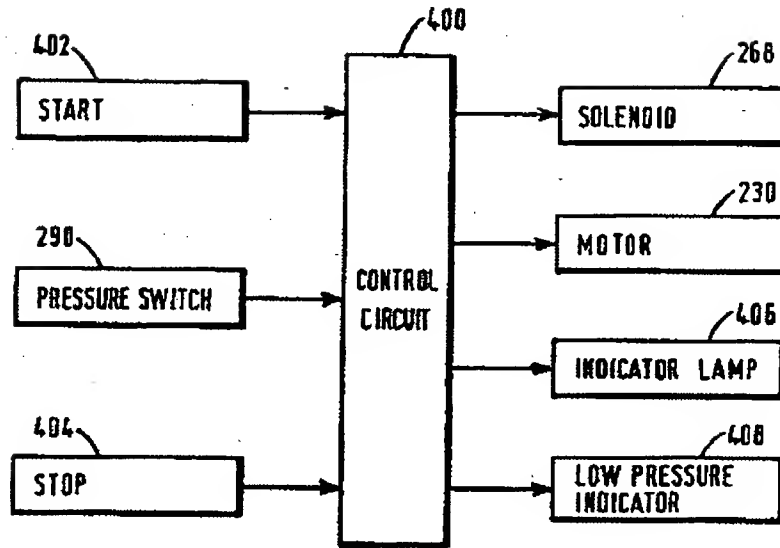 400
402
START
268
SOLENOID
290
PRESSURE SWITCH
230
MOTOR
CONTROL
CIRCUIT
406
INDICATOR LAMP
404
STOP
408
LOW PRESSURE
INDICATOR